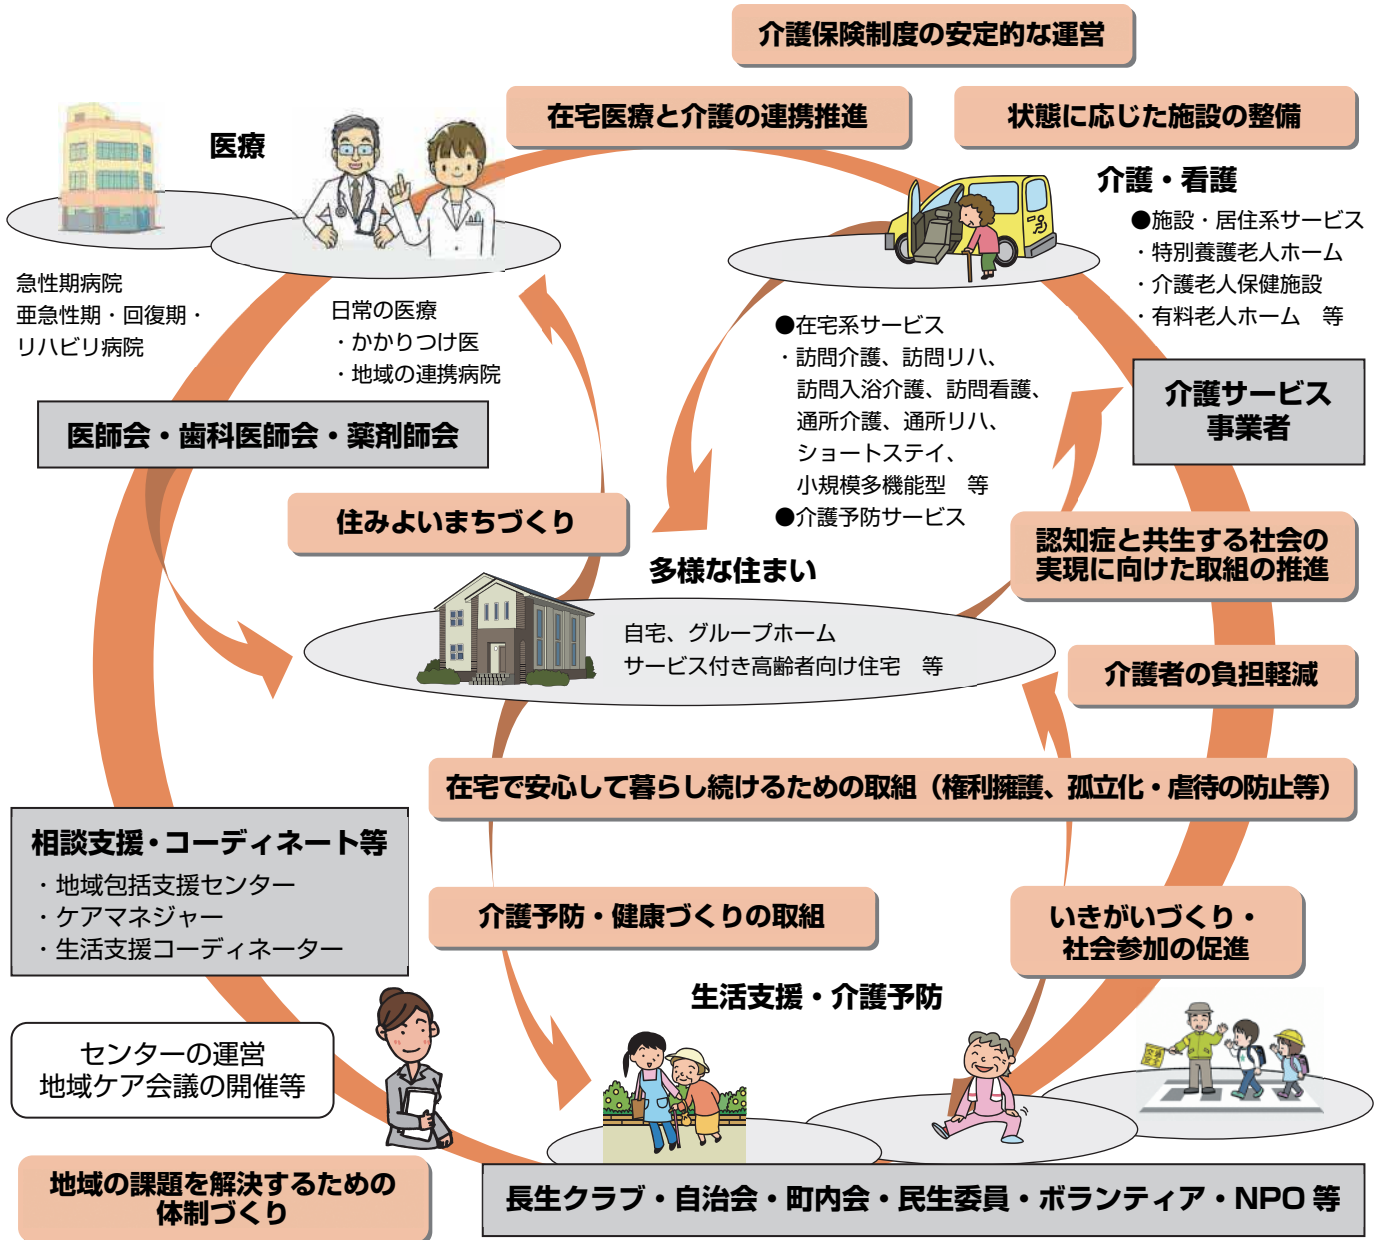 介護保険制度の安定的な運営
在宅医療と介護の連携推進
状態に応じた施設の整備
医療
急性期病院
亜急性期・回復期・
リハビリ病院
日常の医療
・かかりつけ医
・地域の連携病院
医師会・歯科医師会・薬剤師会
介護・看護
●施設・居住系サービス
・特別養護老人ホーム
・介護老人保健施設
・有料老人ホーム　等
●在宅系サービス
・訪問介護、訪問リハ、
訪問入浴介護、訪問看護、
通所介護、通所リハ、
ショートステイ、
小規模多機能型　等
●介護予防サービス
介護サービス
事業者
住みよいまちづくり
認知症と共生する社会の
実現に向けた取組の推進
多様な住まい
自宅、グループホーム
サービス付き高齢者向け住宅　等
介護者の負担軽減
在宅で安心して暮らし続けるための取組（権利擁護、孤立化・虐待の防止等）
相談支援・コーディネート等
・地域包括支援センター
・ケアマネジャー
・生活支援コーディネーター
介護予防・健康づくりの取組
いきがいづくり・
社会参加の促進
生活支援・介護予防
センターの運営
地域ケア会議の開催等
地域の課題を解決するための
体制づくり
長生クラブ・自治会・町内会・民生委員・ボランティア・NPO 等